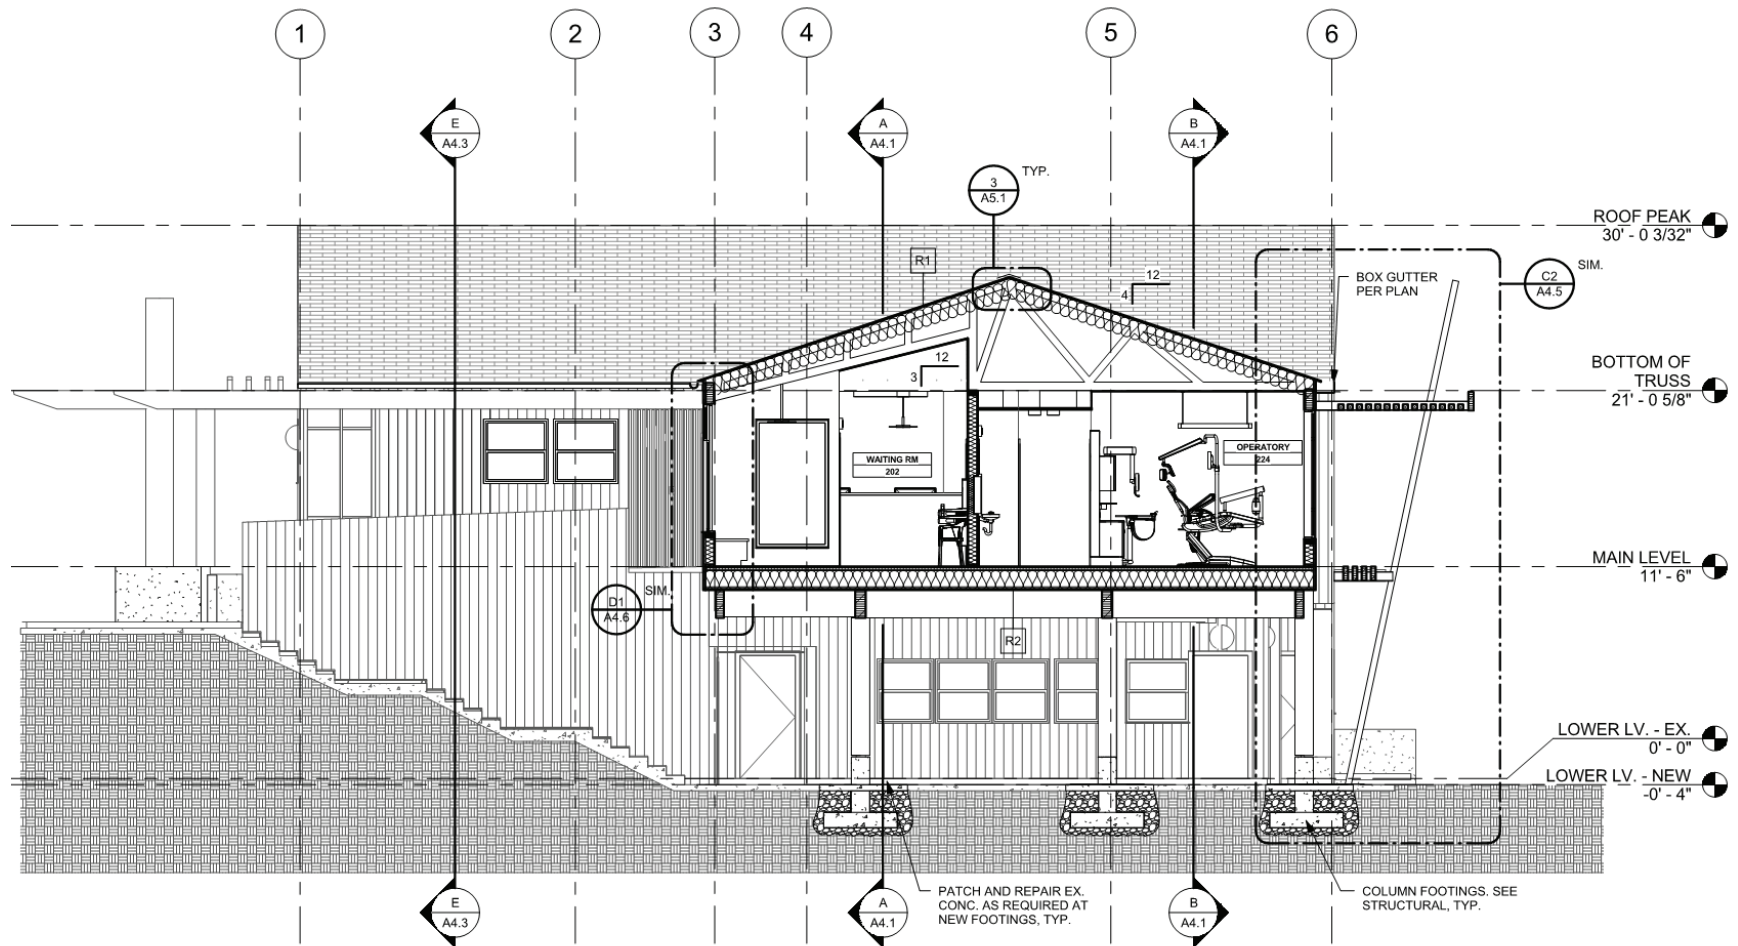 1
2
3
4
5
6
E
A4.3
A
A4.1
B
A4.1
3
A5.1
TYP.
ROOF PEAK
30' - 0 3/32"
R1
12
4
BOX GUTTER
PER PLAN
C2
A4.5
SIM.
12
3
BOTTOM OF
TRUSS
21' - 0 5/8"
WAITING RM
202
OPERATORY
224
MAIN LEVEL
11' - 6"
D1
A4.6
SIM.
R2
LOWER LV. - EX.
0' - 0"
LOWER LV. - NEW
-0' - 4"
E
A4.3
A
A4.1
PATCH AND REPAIR EX.
CONC. AS REQUIRED AT
NEW FOOTINGS, TYP.
B
A4.1
COLUMN FOOTINGS. SEE
STRUCTURAL, TYP.